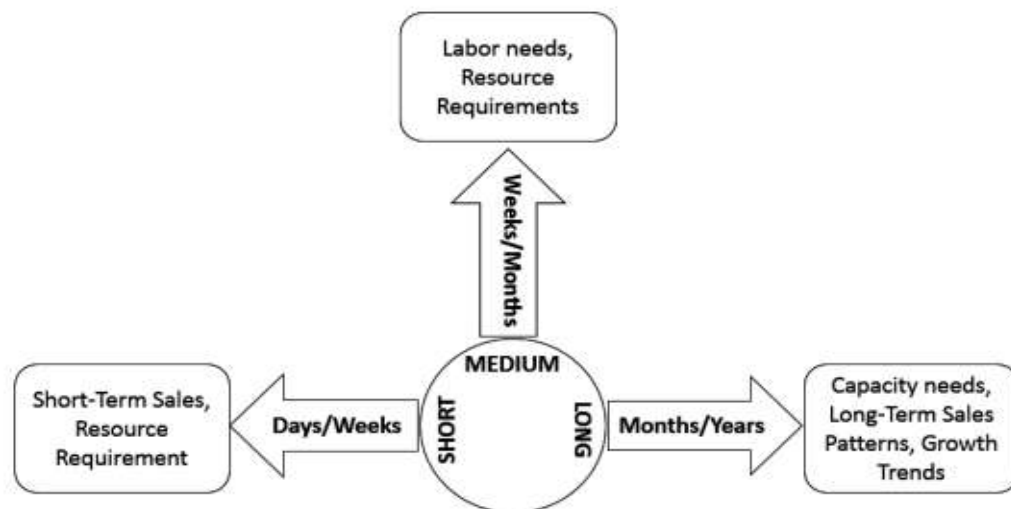 Labor needs,
Resource
Requirements
Weeks/Months
MEDIUM
SHORT
LONG
Days/Weeks
Months/Years
Short-Term Sales,
Resource
Requirement
Capacity needs,
Long-Term Sales
Patterns, Growth
Trends